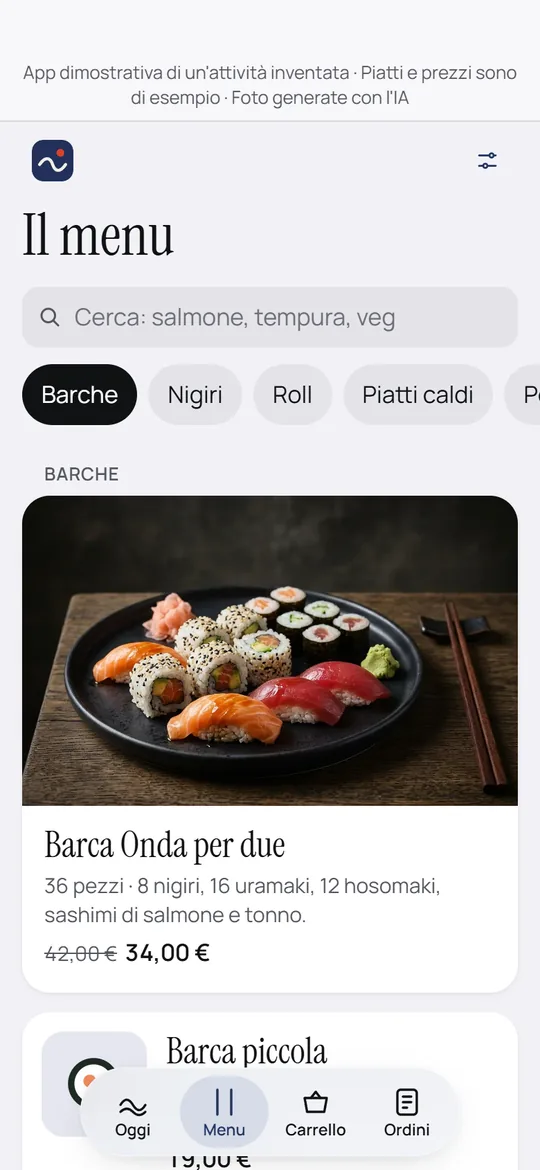 App dimostrativa di un'attività inventata · Piatti e prezzi sono
di esempio · Foto generate con l'IA
Il menu
Cerca: salmone, tempura, veg
Barche
Nigiri
Roll
Piatti caldi
BARCHE
Barca Onda per due
36 pezzi · 8 nigiri, 16 uramaki, 12 hosomaki,
sashimi di salmone e tonno.
42,00 € 34,00 €
Barca piccola
19,00 €
Oggi
Menu
Carrello
Ordini